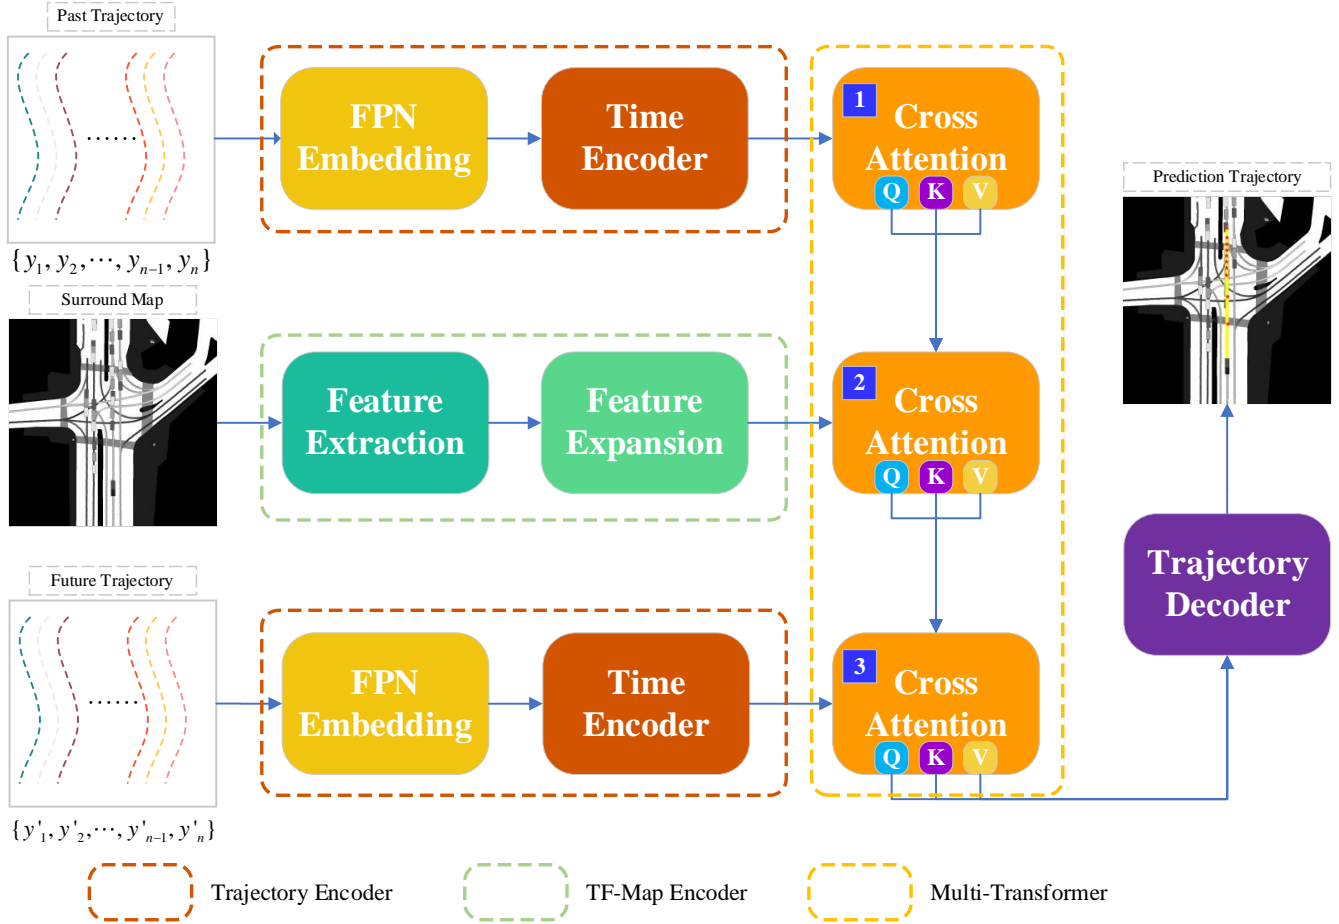 Past Trajectory
{y₁, y₂, ⋯, yₙ₋₁, yₙ}
FPN
Embedding
Time
Encoder
1
Cross
Attention
Q K V
Surround Map
Feature
Extraction
Feature
Expansion
2
Cross
Attention
Q K V
Future Trajectory
{y'₁, y'₂, ⋯, y'ₙ₋₁, y'ₙ}
FPN
Embedding
Time
Encoder
3
Cross
Attention
Q K V
Prediction Trajectory
Trajectory
Decoder
Trajectory Encoder
TF-Map Encoder
Multi-Transformer